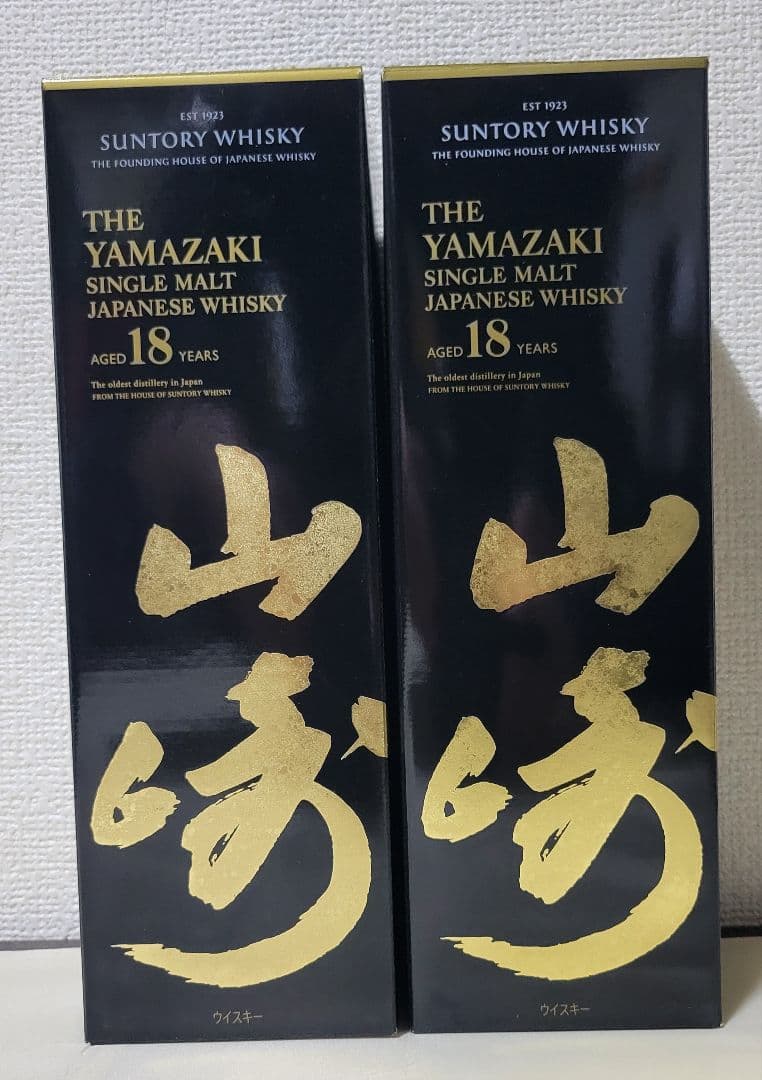 EST 1923
SUNTORY WHISKY
THE FOUNDING HOUSE OF JAPANESE WHISKY
THE
YAMAZAKI
SINGLE MALT
JAPANESE WHISKY
AGED 18 YEARS
The oldest distillery in Japan
FROM THE HOUSE OF SUNTORY WHISKY
山
崎
ウイスキー
EST 1923
SUNTORY WHISKY
THE FOUNDING HOUSE OF JAPANESE WHISKY
THE
YAMAZAKI
SINGLE MALT
JAPANESE WHISKY
AGED 18 YEARS
The oldest distillery in Japan
FROM THE HOUSE OF SUNTORY WHISKY
山
崎
ウイスキー